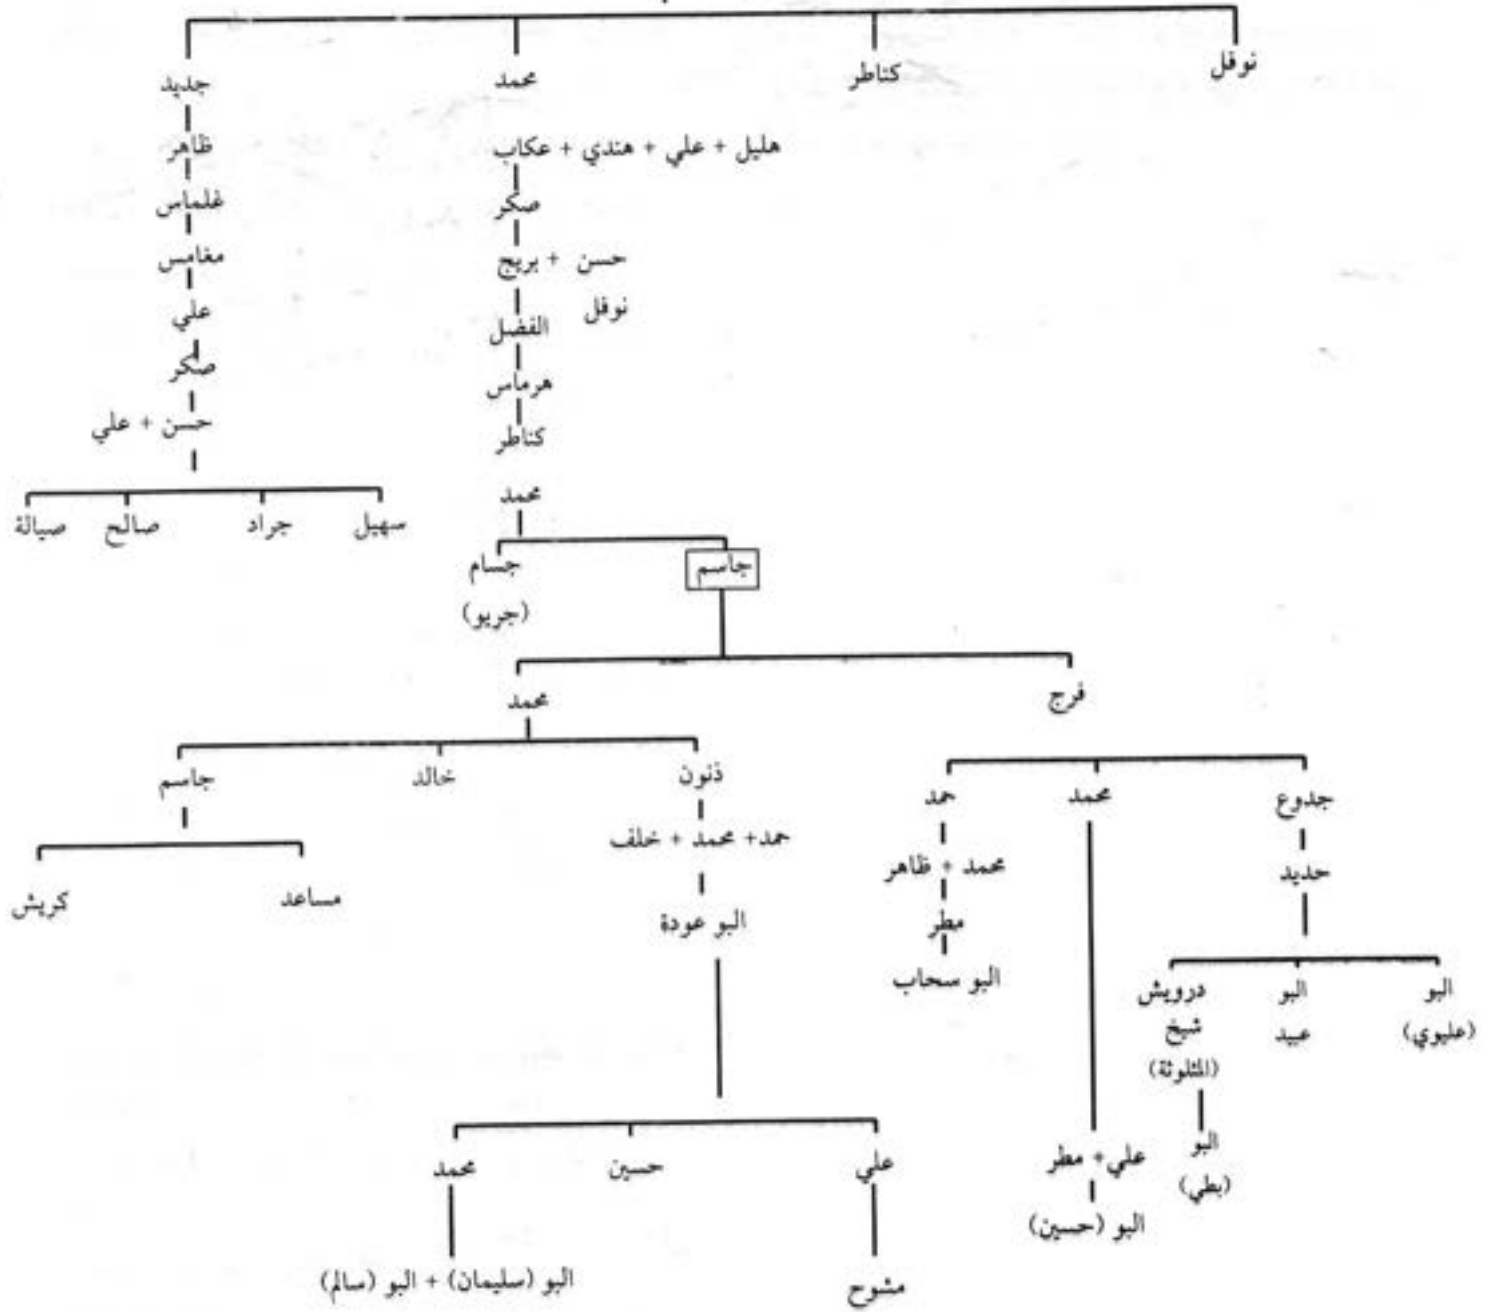 نوفل كناطر محمد جديد
هليل + علي + هندي + عكاب ظاهر
صكر غلماس
حسن + بريج مغامس
نوفل علي
الفضل
صكر
هرماس
كناطر حسن + علي
محمد
سهيل جراد صالح صيالة
جاسم جسام
(جريو)
فرج محمد
ذنون خالد جاسم
جدوع محمد حمد
حمد + محمد + خلف
حديد محمد + ظاهر
مساعد كريش
مطر البو عودة
البو سحاب
البو البو درويش
(عليوي) عبيد شيخ
(المثلوثة)
البو
علي + مطر
علي حسين محمد
(بطي)
البو (حسين)
مشوح البو (سليمان) + البو (سالم)